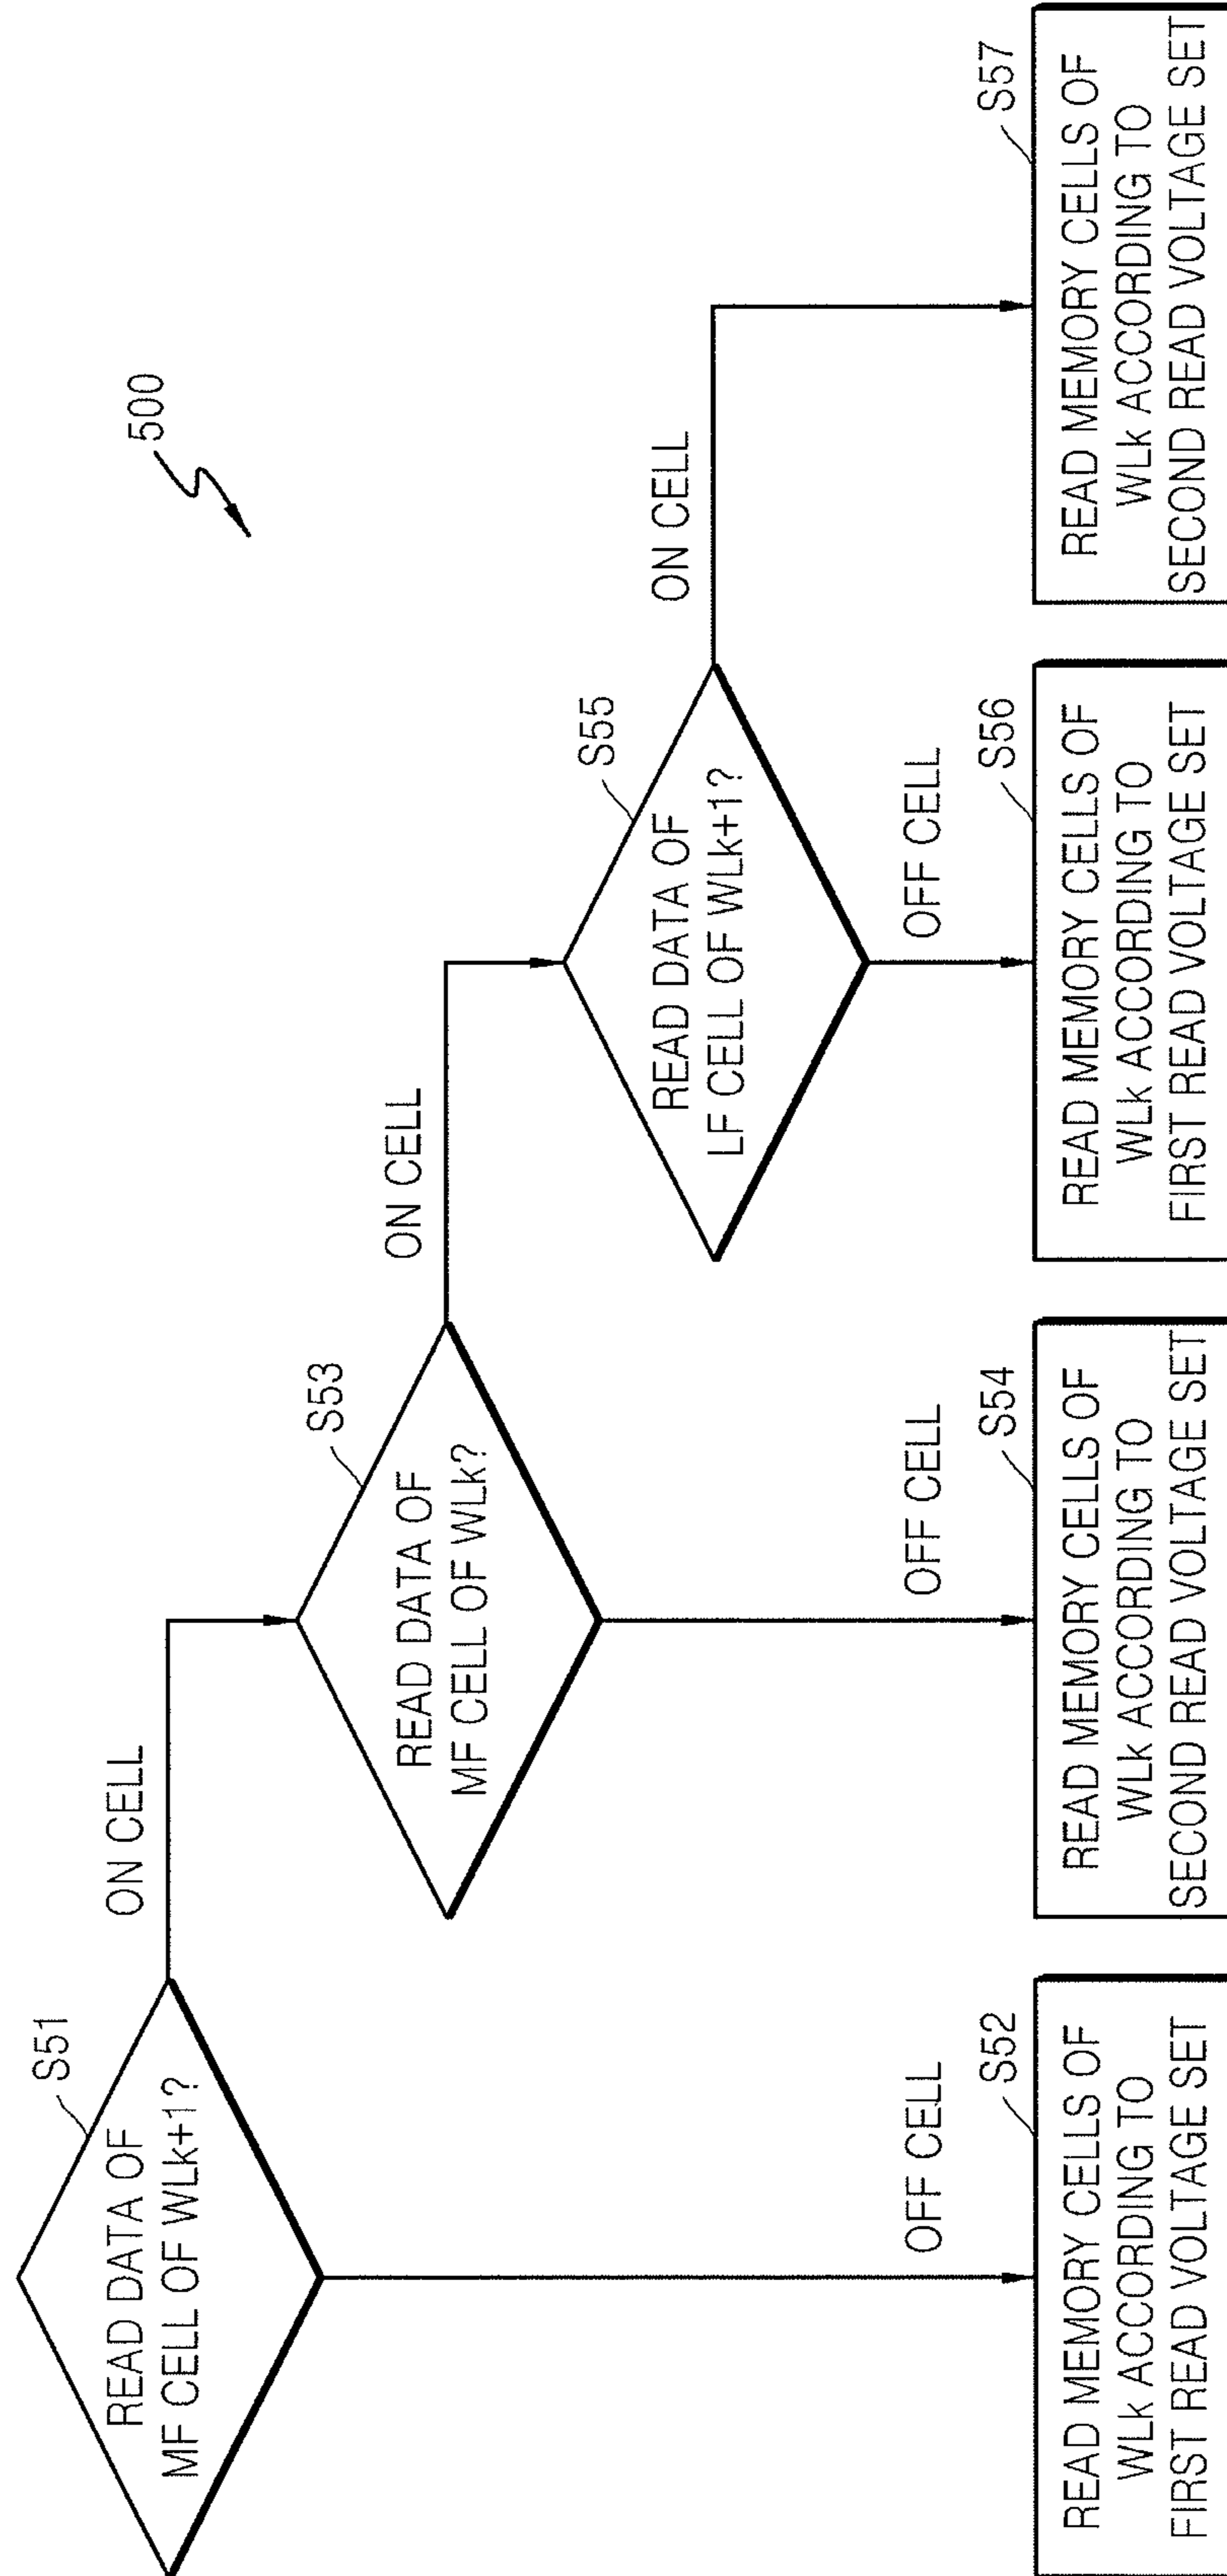 500
S51
READ DATA OF
MF CELL OF WLk+1?
ON CELL
OFF CELL
S53
READ DATA OF
MF CELL OF WLk?
ON CELL
OFF CELL
S55
READ DATA OF
LF CELL OF WLk+1?
ON CELL
OFF CELL
S52
READ MEMORY CELLS OF
WLk ACCORDING TO
FIRST READ VOLTAGE SET
S54
READ MEMORY CELLS OF
WLk ACCORDING TO
SECOND READ VOLTAGE SET
S56
READ MEMORY CELLS OF
WLk ACCORDING TO
FIRST READ VOLTAGE SET
S57
READ MEMORY CELLS OF
WLk ACCORDING TO
SECOND READ VOLTAGE SET